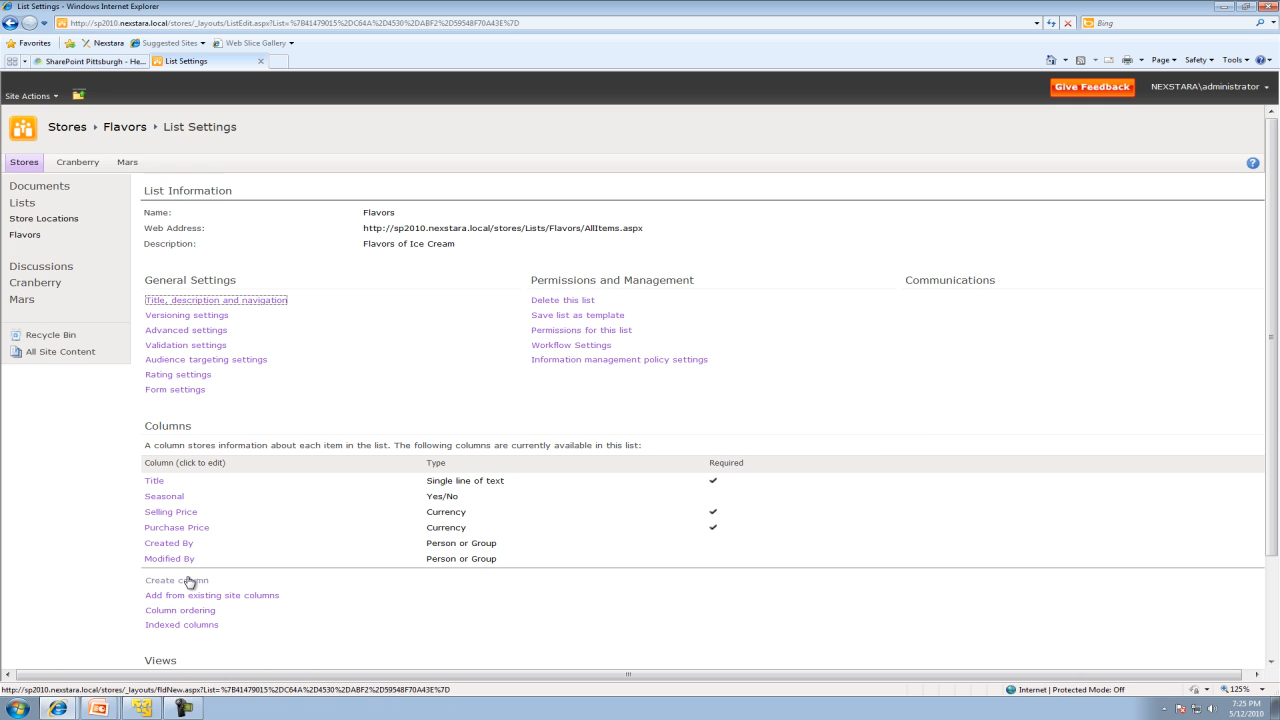 List Settings - Windows Internet Explorer
http://sp2010.nexstara.local/stores/_layouts/ListEdit.aspx?List=%7B41479015%2DC64A%2D4530%2DABF2%2D59548F70A43E%7D
Bing
Favorites
Nexstara
Suggested Sites
Web Slice Gallery
SharePoint Pittsburgh - He...
List Settings
Page
Safety
Tools
Site Actions
Give Feedback
NEXSTARA\administrator
Stores
Flavors
List Settings
Stores
Cranberry
Mars
Documents
Lists
Store Locations
Flavors
Discussions
Cranberry
Mars
Recycle Bin
All Site Content
List Information
Name:
Flavors
Web Address:
http://sp2010.nexstara.local/stores/Lists/Flavors/AllItems.aspx
Description:
Flavors of Ice Cream
General Settings
Permissions and Management
Communications
Title, description and navigation
Delete this list
Versioning settings
Save list as template
Advanced settings
Permissions for this list
Validation settings
Workflow Settings
Audience targeting settings
Information management policy settings
Rating settings
Form settings
Columns
A column stores information about each item in the list. The following columns are currently available in this list:
Column (click to edit)
Type
Required
Title
Single line of text
Seasonal
Yes/No
Selling Price
Currency
Purchase Price
Currency
Created By
Person or Group
Modified By
Person or Group
Create column
Add from existing site columns
Column ordering
Indexed columns
Views
http://sp2010.nexstara.local/stores/_layouts/fldNew.aspx?List=%7B41479015%2DC64A%2D4530%2DABF2%2D59548F70A43E%7D
Internet | Protected Mode: Off
125%
7:25 PM
5/12/2010